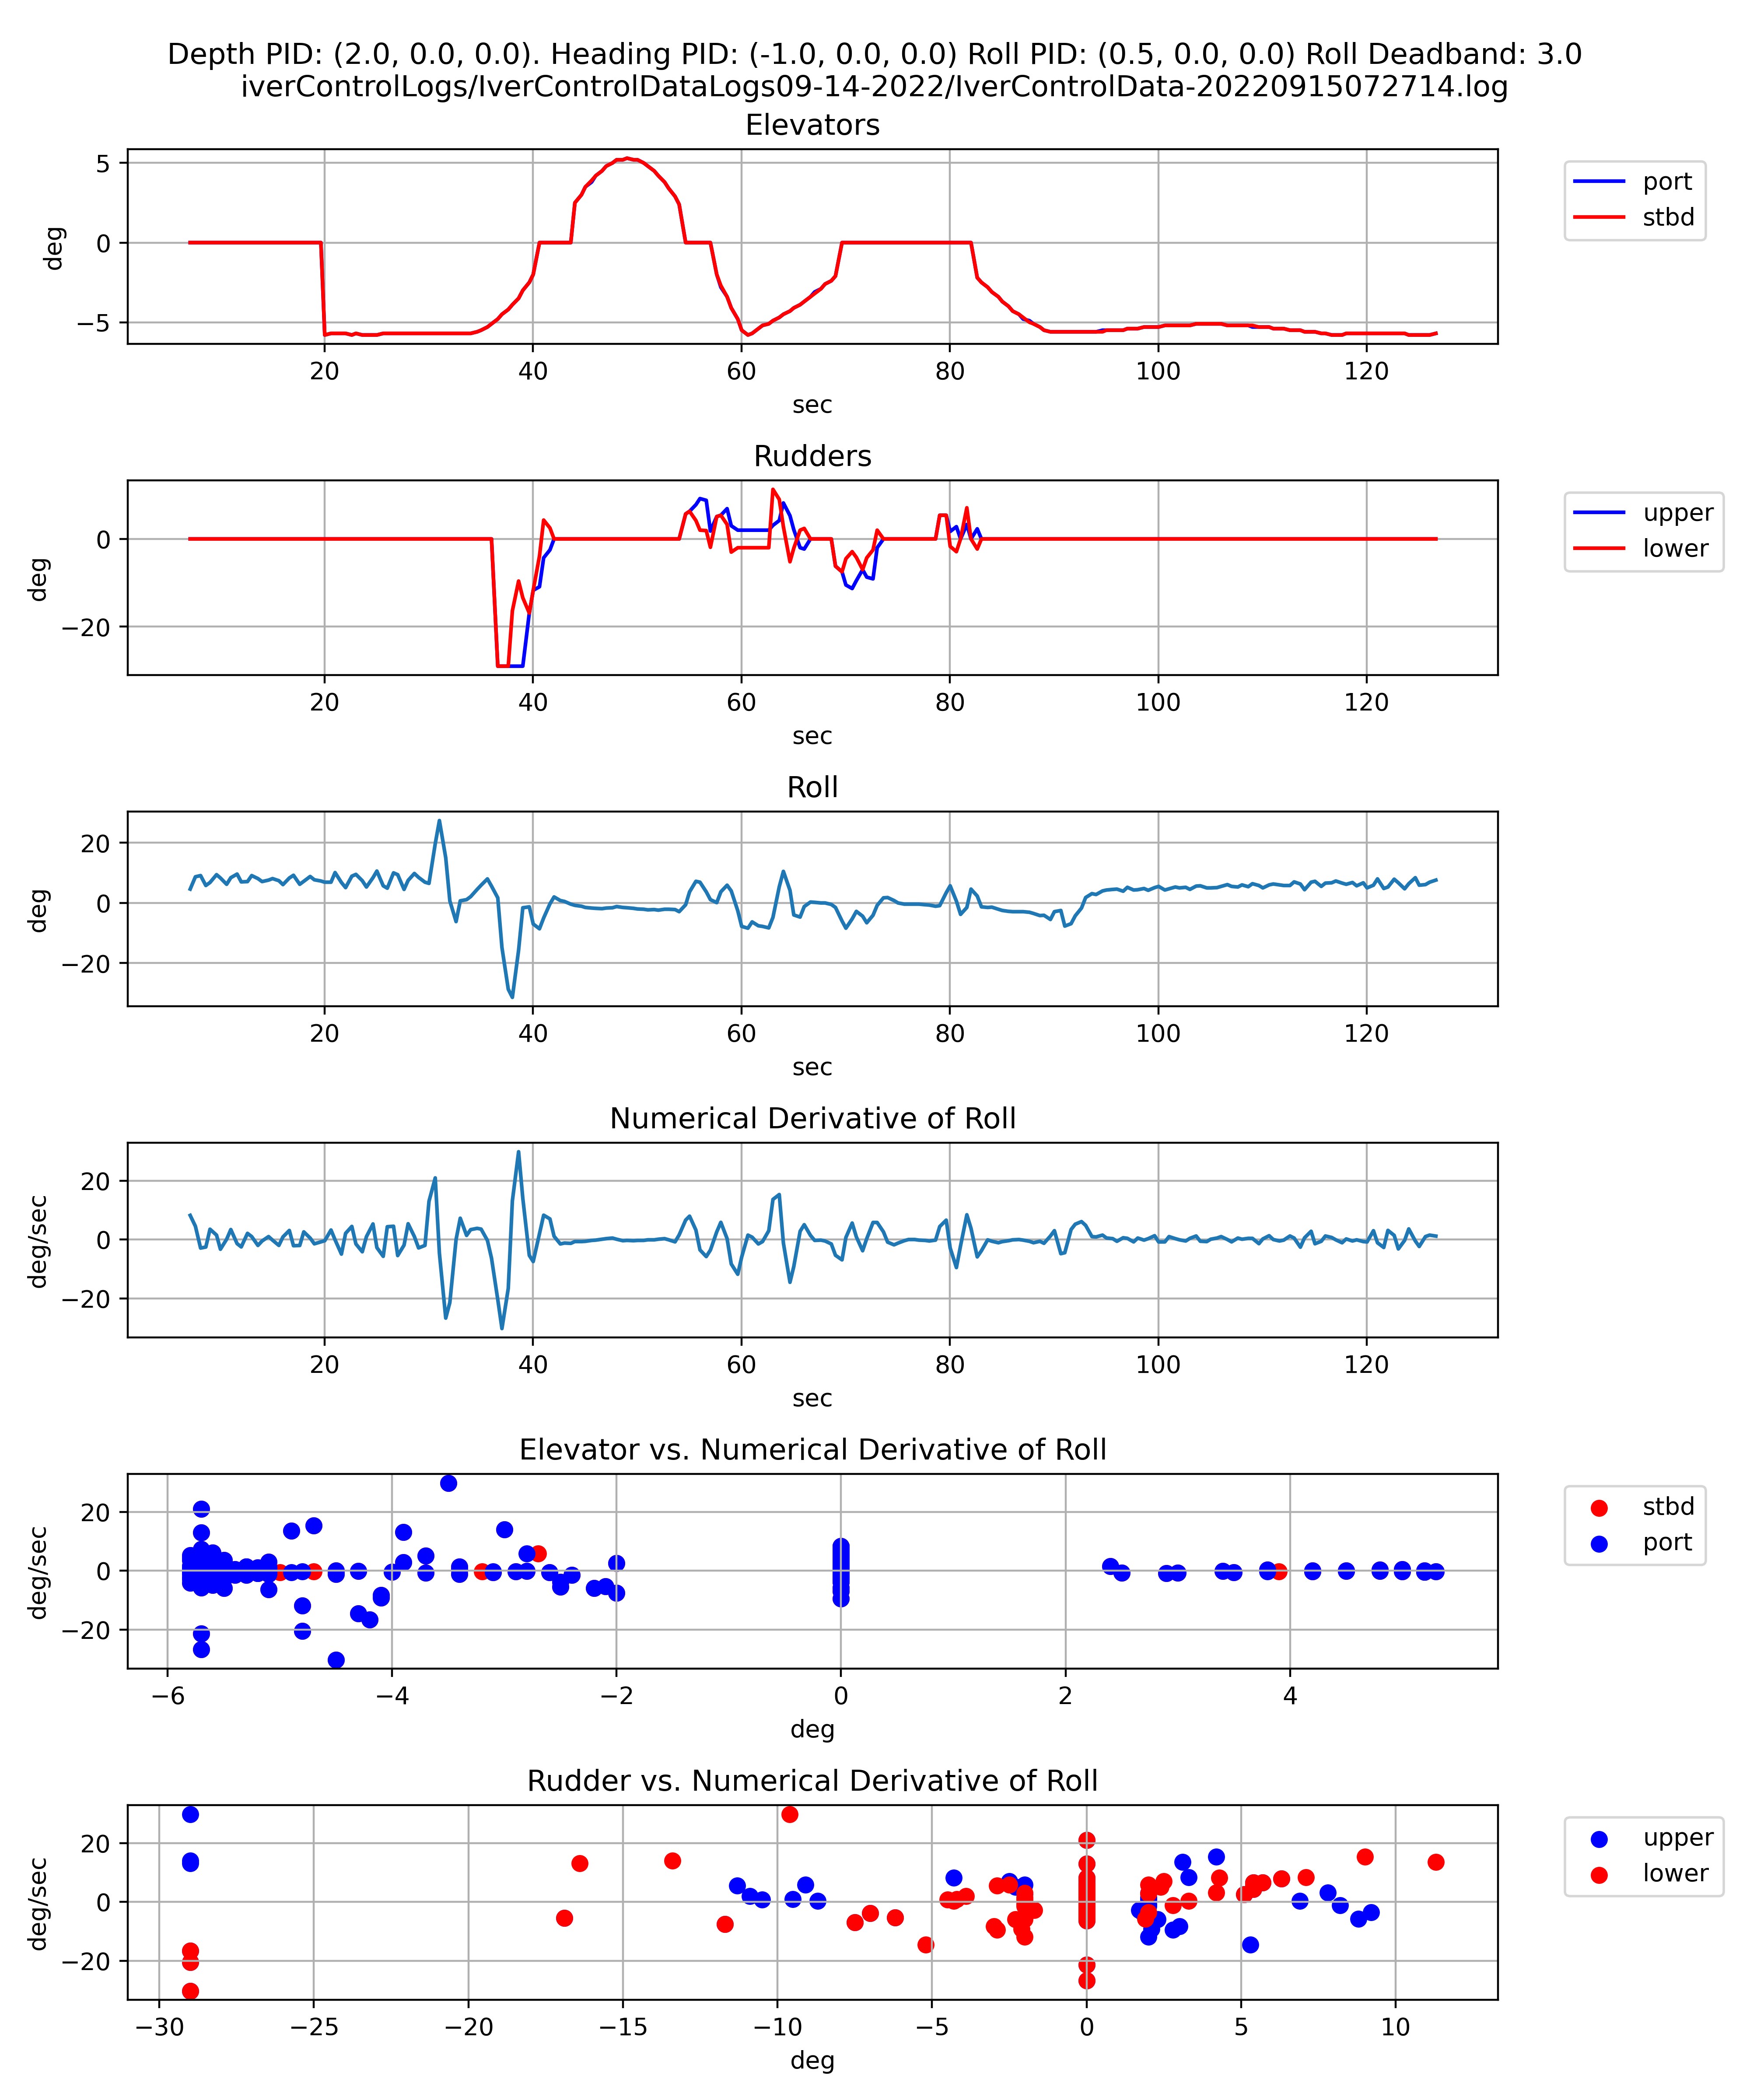 Depth PID: (2.0, 0.0, 0.0). Heading PID: (-1.0, 0.0, 0.0) Roll PID: (0.5, 0.0, 0.0) Roll Deadband: 3.0
iverControlLogs/IverControlDataLogs09-14-2022/IverControlData-20220915072714.log
Elevators
5
0
−5
deg
20 40 60 80 100 120
sec
port
stbd
Rudders
0
−20
deg
20 40 60 80 100 120
sec
upper
lower
Roll
20
0
−20
deg
20 40 60 80 100 120
sec
Numerical Derivative of Roll
20
0
−20
deg/sec
20 40 60 80 100 120
sec
Elevator vs. Numerical Derivative of Roll
20
0
−20
deg/sec
−6 −4 −2 0 2 4
deg
stbd
port
Rudder vs. Numerical Derivative of Roll
20
0
−20
deg/sec
−30 −25 −20 −15 −10 −5 0 5 10
deg
upper
lower